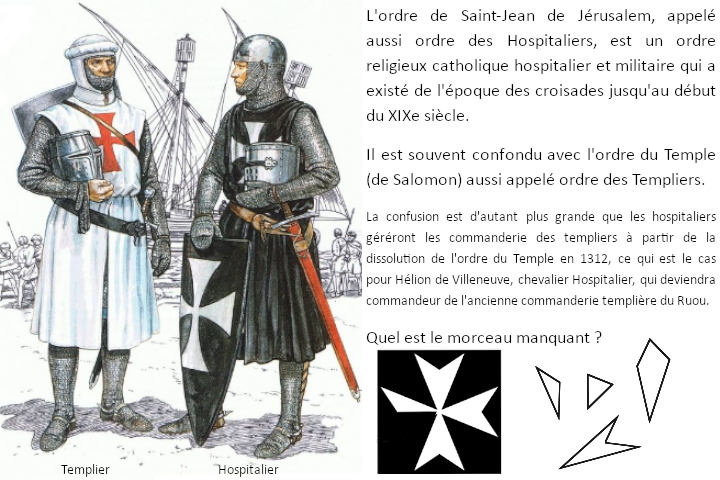 L'ordre de Saint-Jean de Jérusalem, appelé
aussi ordre des Hospitaliers, est un ordre
religieux catholique hospitalier et militaire qui a
existé de l'époque des croisades jusqu'au début
du XIXe siècle.
Il est souvent confondu avec l'ordre du Temple
(de Salomon) aussi appelé ordre des Templiers.
La confusion est d'autant plus grande que les hospitaliers
géréront les commanderie des templiers à partir de la
dissolution de l'ordre du Temple en 1312, ce qui est le cas
pour Hélion de Villeneuve, chevalier Hospitalier, qui deviendra
commandeur de l'ancienne commanderie templière du Ruou.
Quel est le morceau manquant ?
Templier
Hospitalier